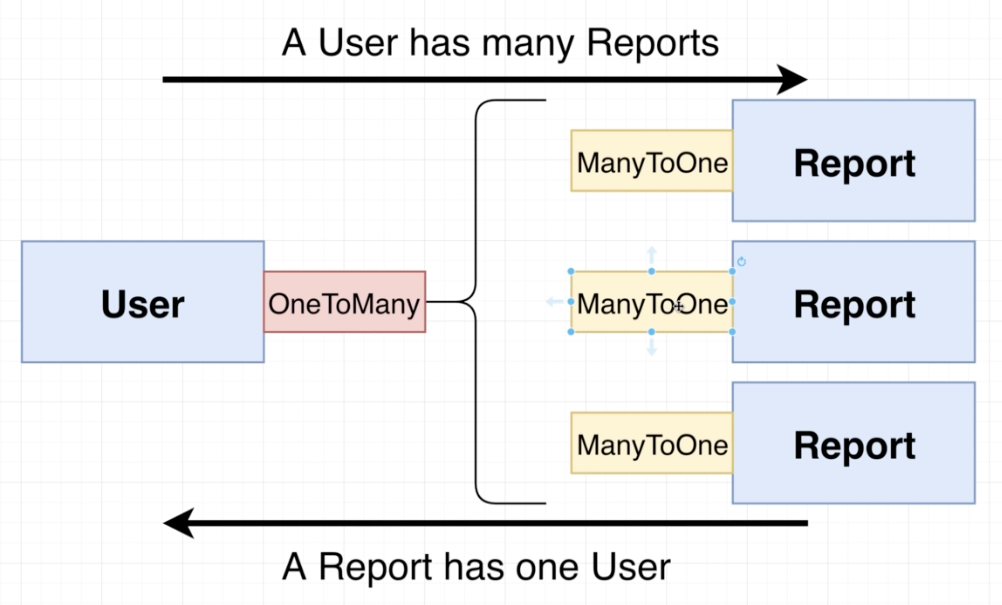 A User has many Reports
ManyToOne
Report
User
OneToMany
ManyToOne
Report
ManyToOne
Report
A Report has one User